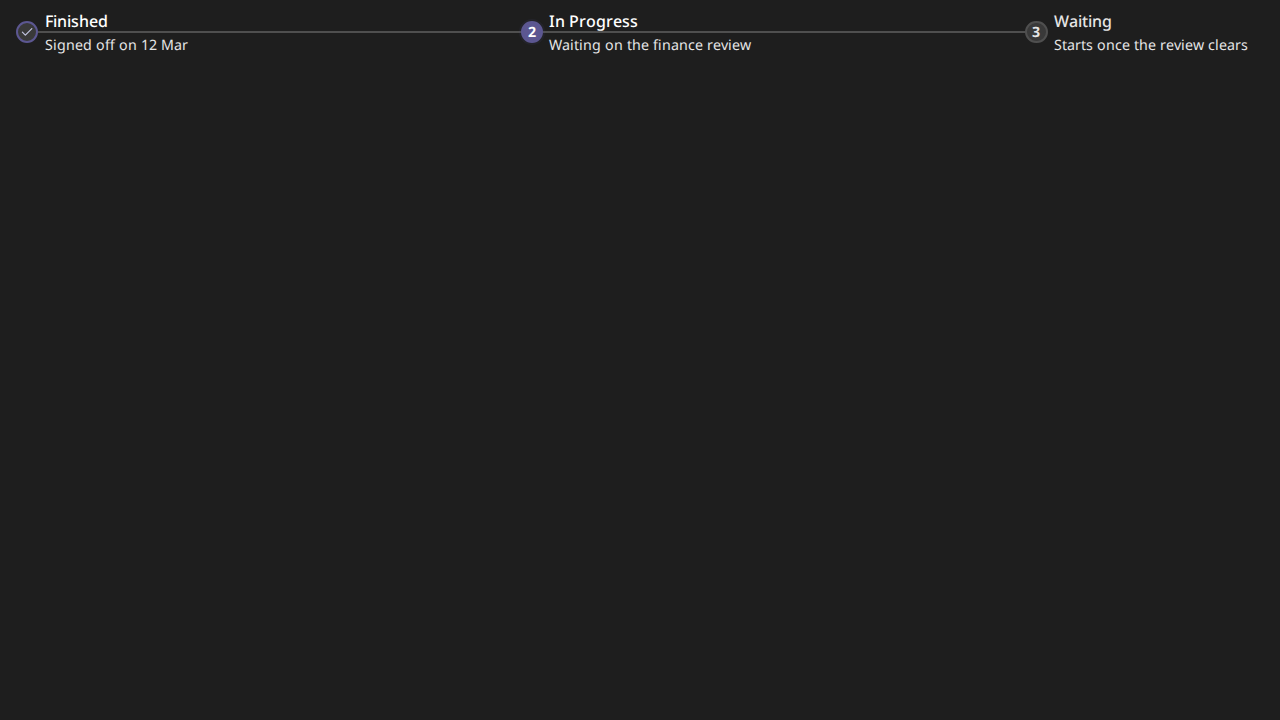 Finished
Signed off on 12 Mar
2
In Progress
Waiting on the finance review
3
Waiting
Starts once the review clears